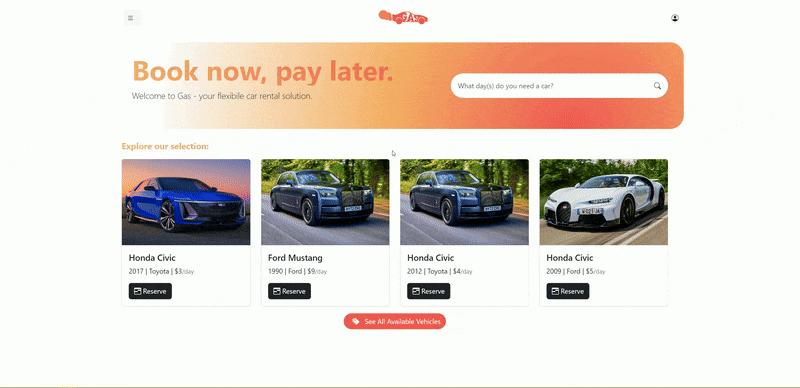 GAS
Book now, pay later.
Welcome to Gas - your flexibile car rental solution.
What day(s) do you need a car?
Explore our selection:
Honda Civic
2017 | Toyota | $3/day
Reserve
Ford Mustang
1990 | Ford | $9/day
Reserve
Honda Civic
2012 | Toyota | $4/day
Reserve
Honda Civic
2009 | Ford | $5/day
Reserve
See All Available Vehicles